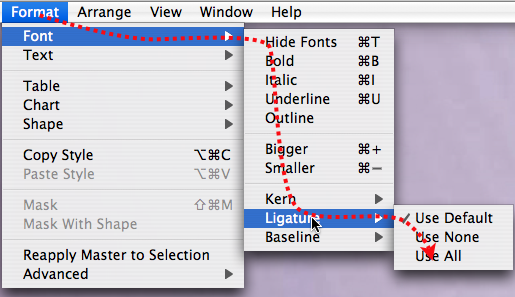 Format Arrange View Window Help
Font
Text
Table
Chart
Shape
Copy Style ⌥⌘C
Paste Style ⌥⌘V
Mask ⇧⌘M
Mask With Shape
Reapply Master to Selection
Advanced
Hide Fonts ⌘T
Bold ⌘B
Italic ⌘I
Underline ⌘U
Outline
Bigger ⌘+
Smaller ⌘−
Kern
Ligature
Baseline
✓ Use Default
Use None
Use All